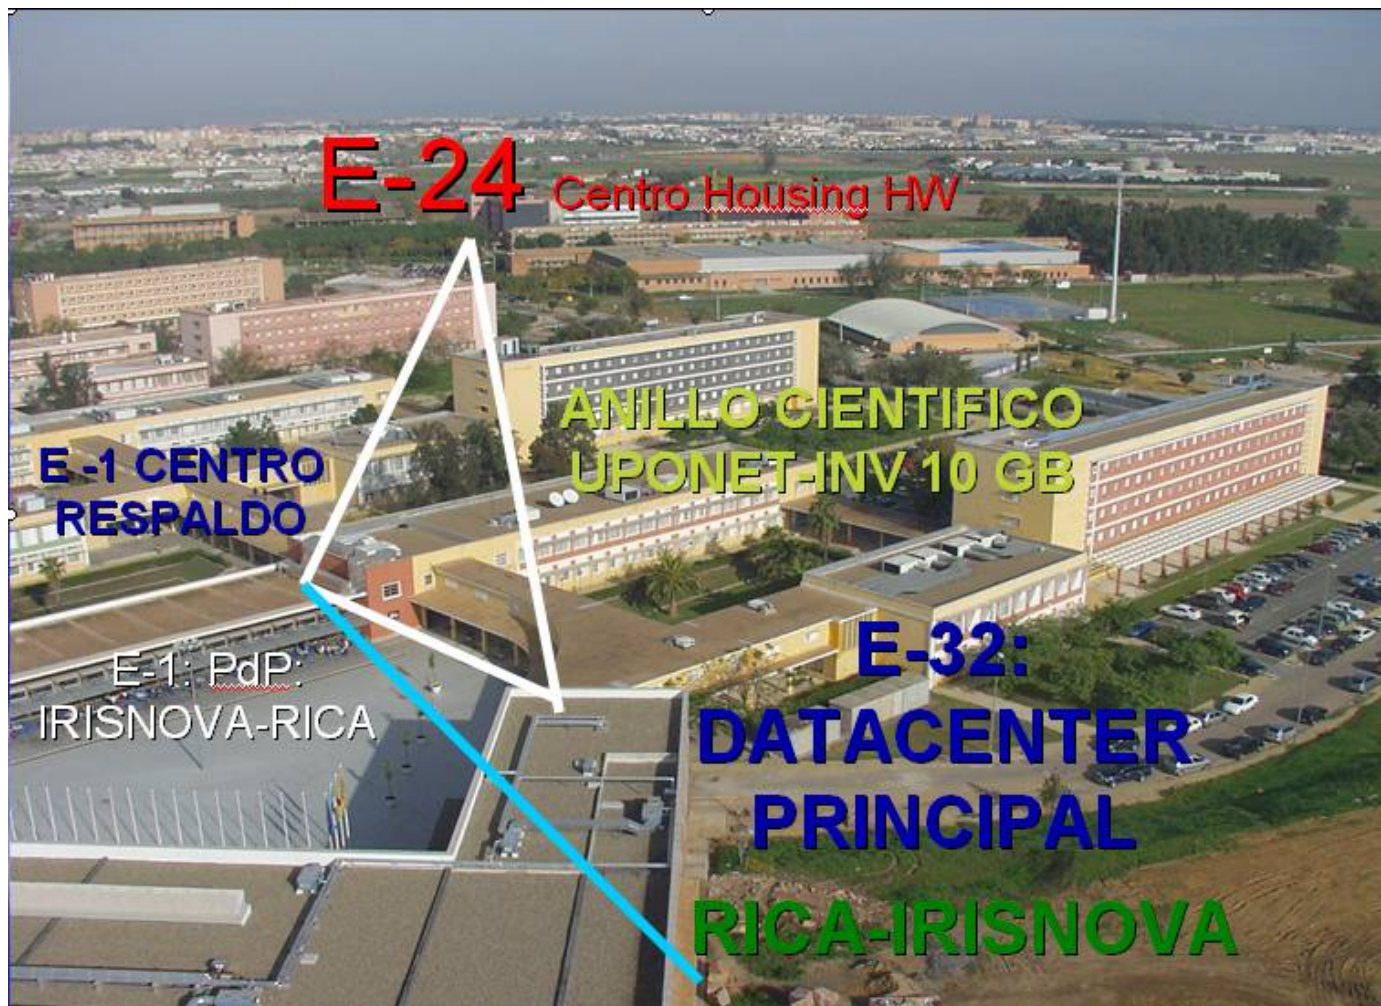 E-24 Centro Housing HW
ANILLO CIENTIFICO
UPONET-INV 10 GB
E -1 CENTRO
RESPALDO
E-1: PdP:
IRISNOVA-RICA
E-32:
DATACENTER
PRINCIPAL
RICA-IRISNOVA